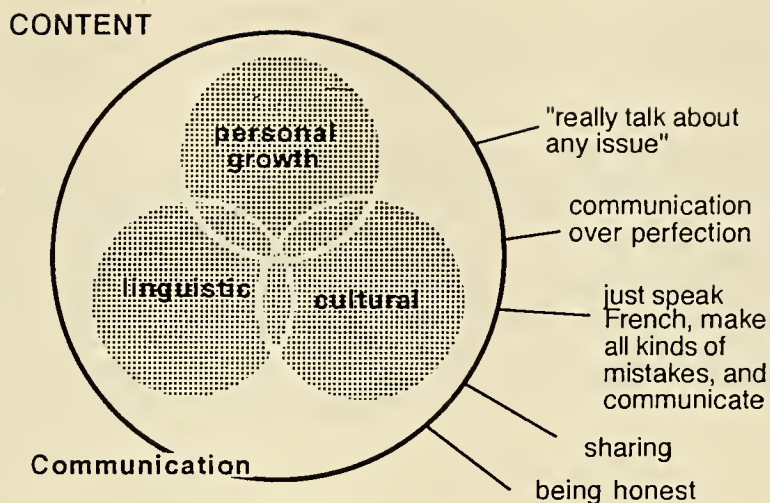 CONTENT
personal
growth
linguistic
cultural
Communication
"really talk about
any issue"
communication
over perfection
just speak
French, make
all kinds of
mistakes, and
communicate
sharing
being honest